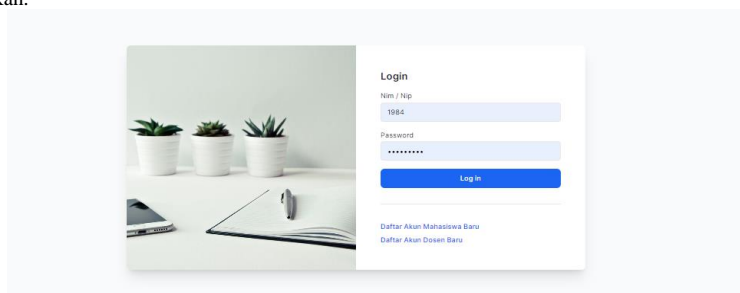 Login
Nim / Nip
1984
Password
•••••••••
Log in
Daftar Akun Mahasiswa Baru
Daftar Akun Dosen Baru